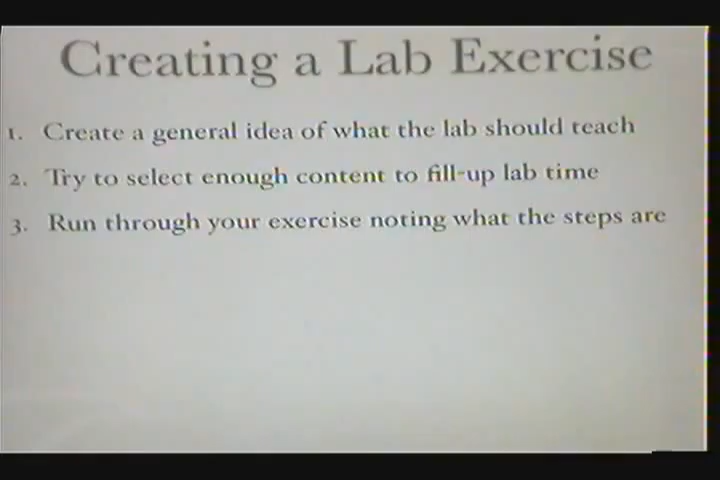 Creating a Lab Exercise
1. Create a general idea of what the lab should teach
2. Try to select enough content to fill-up lab time
3. Run through your exercise noting what the steps are